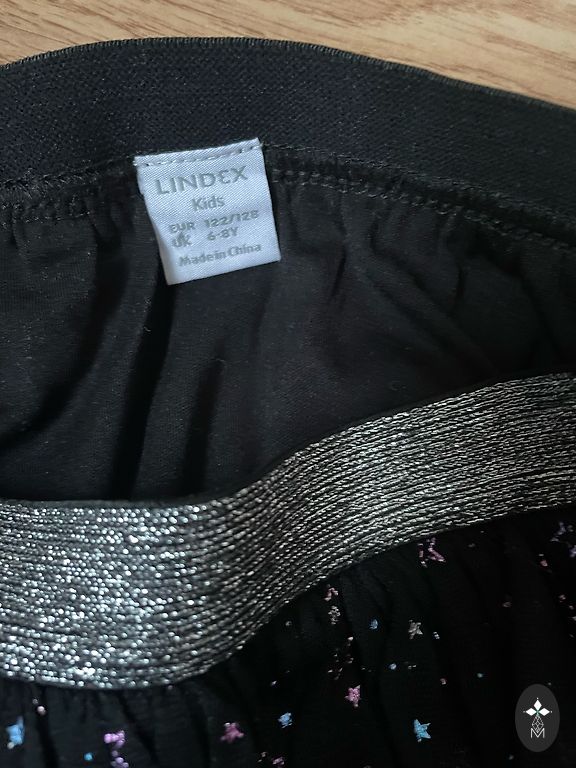 LINDEX
Kids
EUR 122/128
UK 6-8Y
Made in China
M